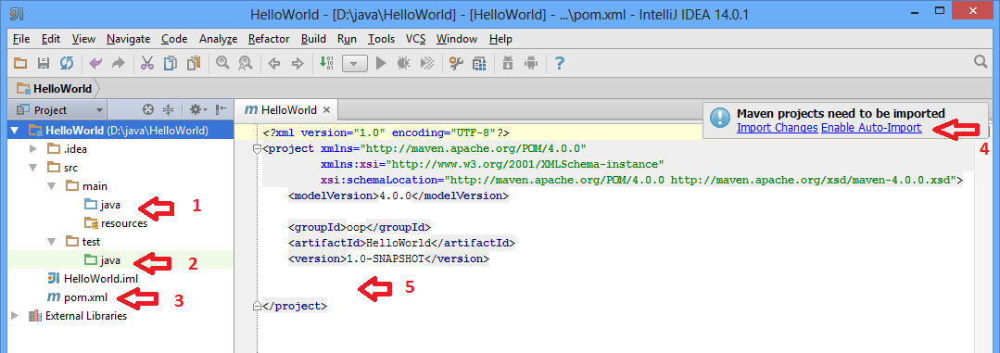 HelloWorld - [D:\java\HelloWorld] - [HelloWorld] - ...\pom.xml - IntelliJ IDEA 14.0.1
File Edit View Navigate Code Analyze Refactor Build Run Tools VCS Window Help
HelloWorld
Project
HelloWorld (D:\java\HelloWorld)
.idea
src
main
java 1
resources
test
java 2
HelloWorld.iml
pom.xml 3
External Libraries
HelloWorld
Maven projects need to be imported
Import Changes Enable Auto-Import
4
<?xml version="1.0" encoding="UTF-8"?>
<project xmlns="http://maven.apache.org/POM/4.0.0"
xmlns:xsi="http://www.w3.org/2001/XMLSchema-instance"
xsi:schemaLocation="http://maven.apache.org/POM/4.0.0 http://maven.apache.org/xsd/maven-4.0.0.xsd">
<modelVersion>4.0.0</modelVersion>
<groupId>oop</groupId>
<artifactId>HelloWorld</artifactId>
<version>1.0-SNAPSHOT</version>
5
</project>